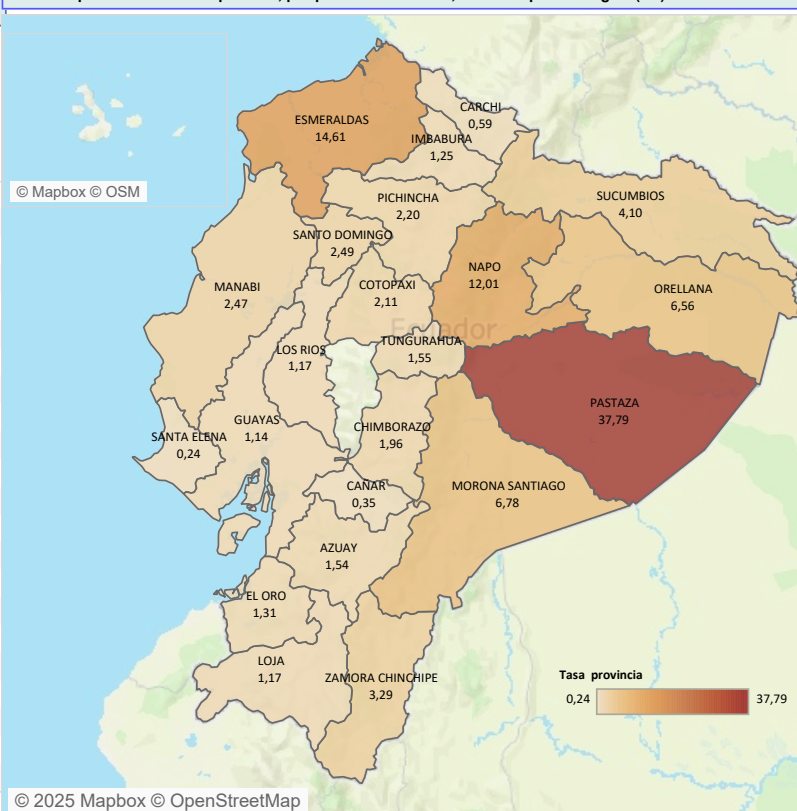 © Mapbox © OSM
ESMERALDAS
14,61
CARCHI
0,59
IMBABURA
1,25
PICHINCHA
2,20
SUCUMBIOS
4,10
SANTO DOMINGO
2,49
NAPO
12,01
MANABI
2,47
COTOPAXI
2,11
ORELLANA
6,56
Ecuador
TUNGURAHUA
1,55
LOS RIOS
1,17
PASTAZA
37,79
GUAYAS
1,14
CHIMBORAZO
1,96
SANTA ELENA
0,24
CAÑAR
0,35
MORONA SANTIAGO
6,78
AZUAY
1,54
EL ORO
1,31
LOJA
1,17
ZAMORA CHINCHIPE
3,29
Tasa provincia
0,24 37,79
© 2025 Mapbox © OpenStreetMap